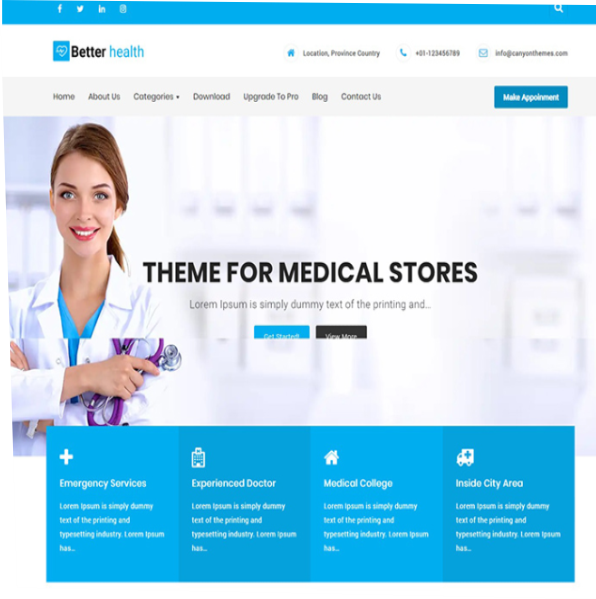 Better health
Location, Province Country
+01-123456789
info@canyonthemes.com
Home About Us Categories Download Upgrade To Pro Blog Contact Us
Make Appoinment
THEME FOR MEDICAL STORES
Lorem Ipsum is simply dummy text of the printing and...
Get Started! View More
Emergency Services
Lorem Ipsum is simply dummy
text of the printing and
typesetting industry. Lorem Ipsum
has...
Experienced Doctor
Lorem Ipsum is simply dummy
text of the printing and
typesetting industry. Lorem Ipsum
has...
Medical College
Lorem Ipsum is simply dummy
text of the printing and
typesetting industry. Lorem Ipsum
has...
Inside City Area
Lorem Ipsum is simply dummy
text of the printing and
typesetting industry. Lorem Ipsum
has...